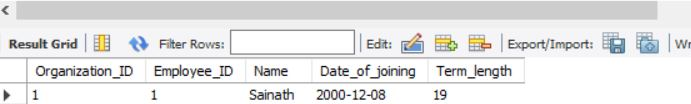 Result Grid Filter Rows: Edit: Export/Import:
Organization_ID Employee_ID Name Date_of_joining Term_length
1 1 Sainath 2000-12-08 19